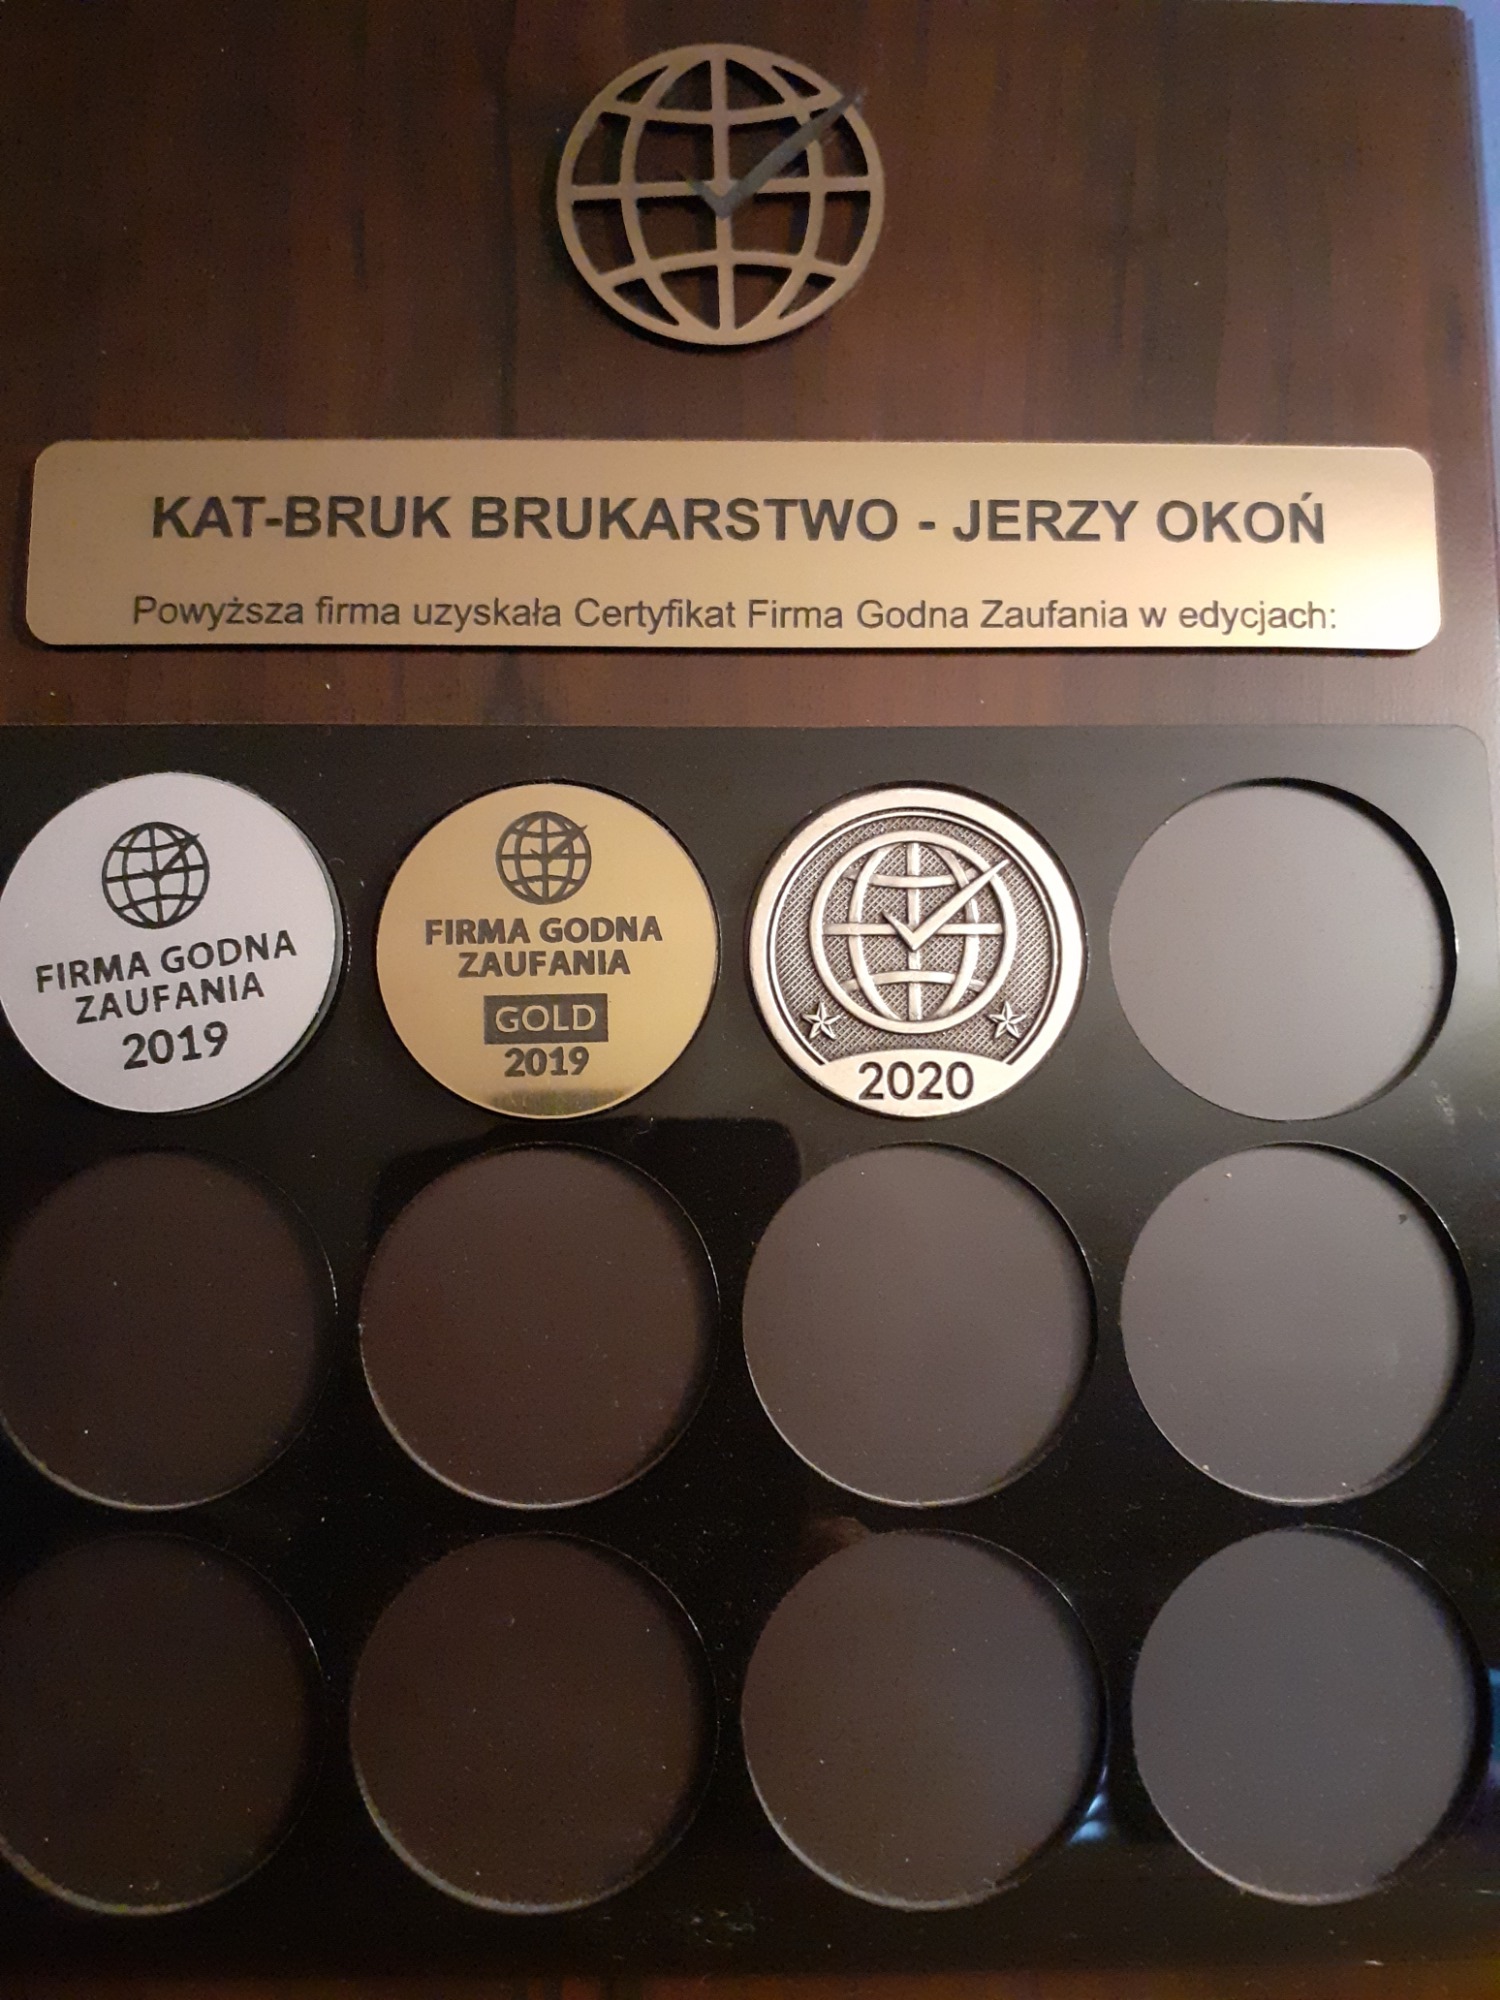 KAT-BRUK BRUKARSTWO - JERZY OKOŃ
Powyższa firma uzyskała Certyfikat Firma Godna Zaufania w edycjach:
FIRMA GODNA
ZAUFANIA
2019
FIRMA GODNA
ZAUFANIA
GOLD
2019
2020